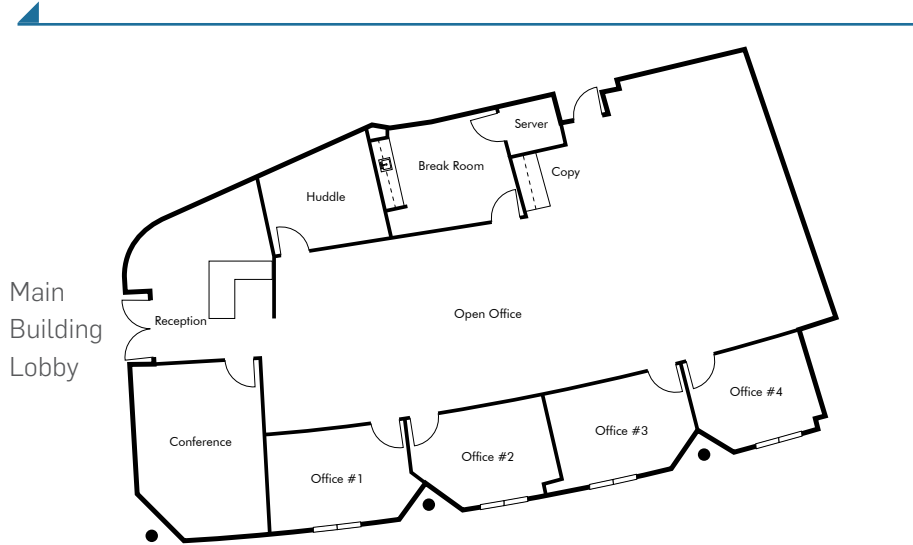 Server
Break Room
Copy
Huddle
Main
Building
Lobby
Reception
Open Office
Office #4
Office #3
Conference
Office #2
Office #1